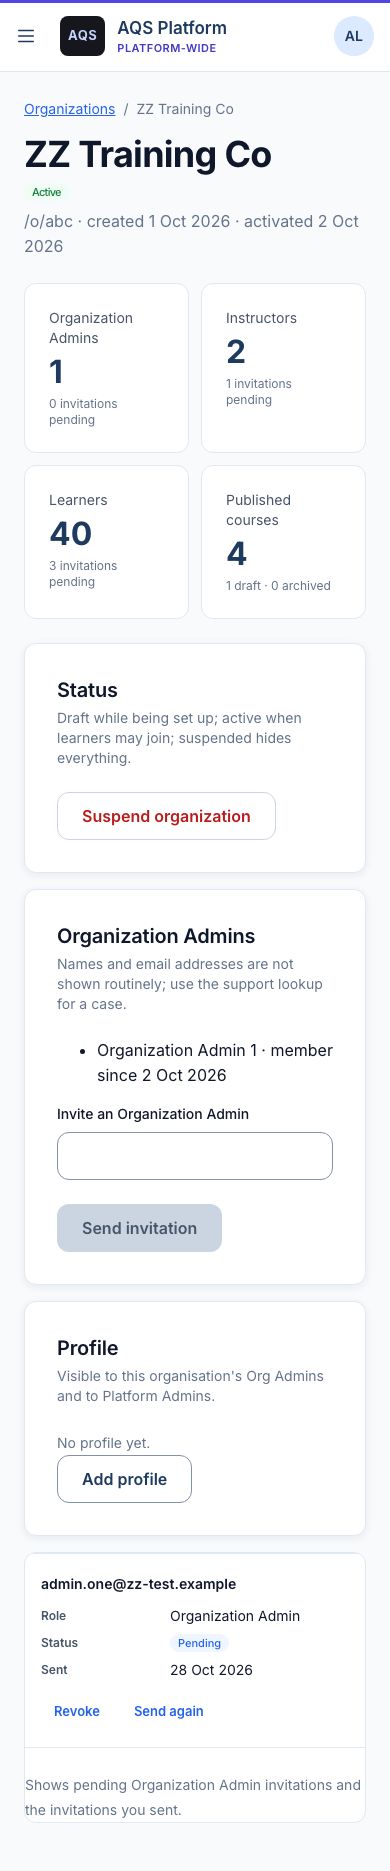 AQS
AQS Platform
PLATFORM-WIDE
AL
Organizations / ZZ Training Co
ZZ Training Co
Active
/o/abc · created 1 Oct 2026 · activated 2 Oct
2026
Organization
Admins
1
0 invitations
pending
Instructors
2
1 invitations
pending
Learners
40
3 invitations
pending
Published
courses
4
1 draft · 0 archived
Status
Draft while being set up; active when
learners may join; suspended hides
everything.
Suspend organization
Organization Admins
Names and email addresses are not
shown routinely; use the support lookup
for a case.
• Organization Admin 1 · member
since 2 Oct 2026
Invite an Organization Admin
Send invitation
Profile
Visible to this organisation's Org Admins
and to Platform Admins.
No profile yet.
Add profile
admin.one@zz-test.example
Role Organization Admin
Status Pending
Sent 28 Oct 2026
Revoke Send again
Shows pending Organization Admin invitations and
the invitations you sent.